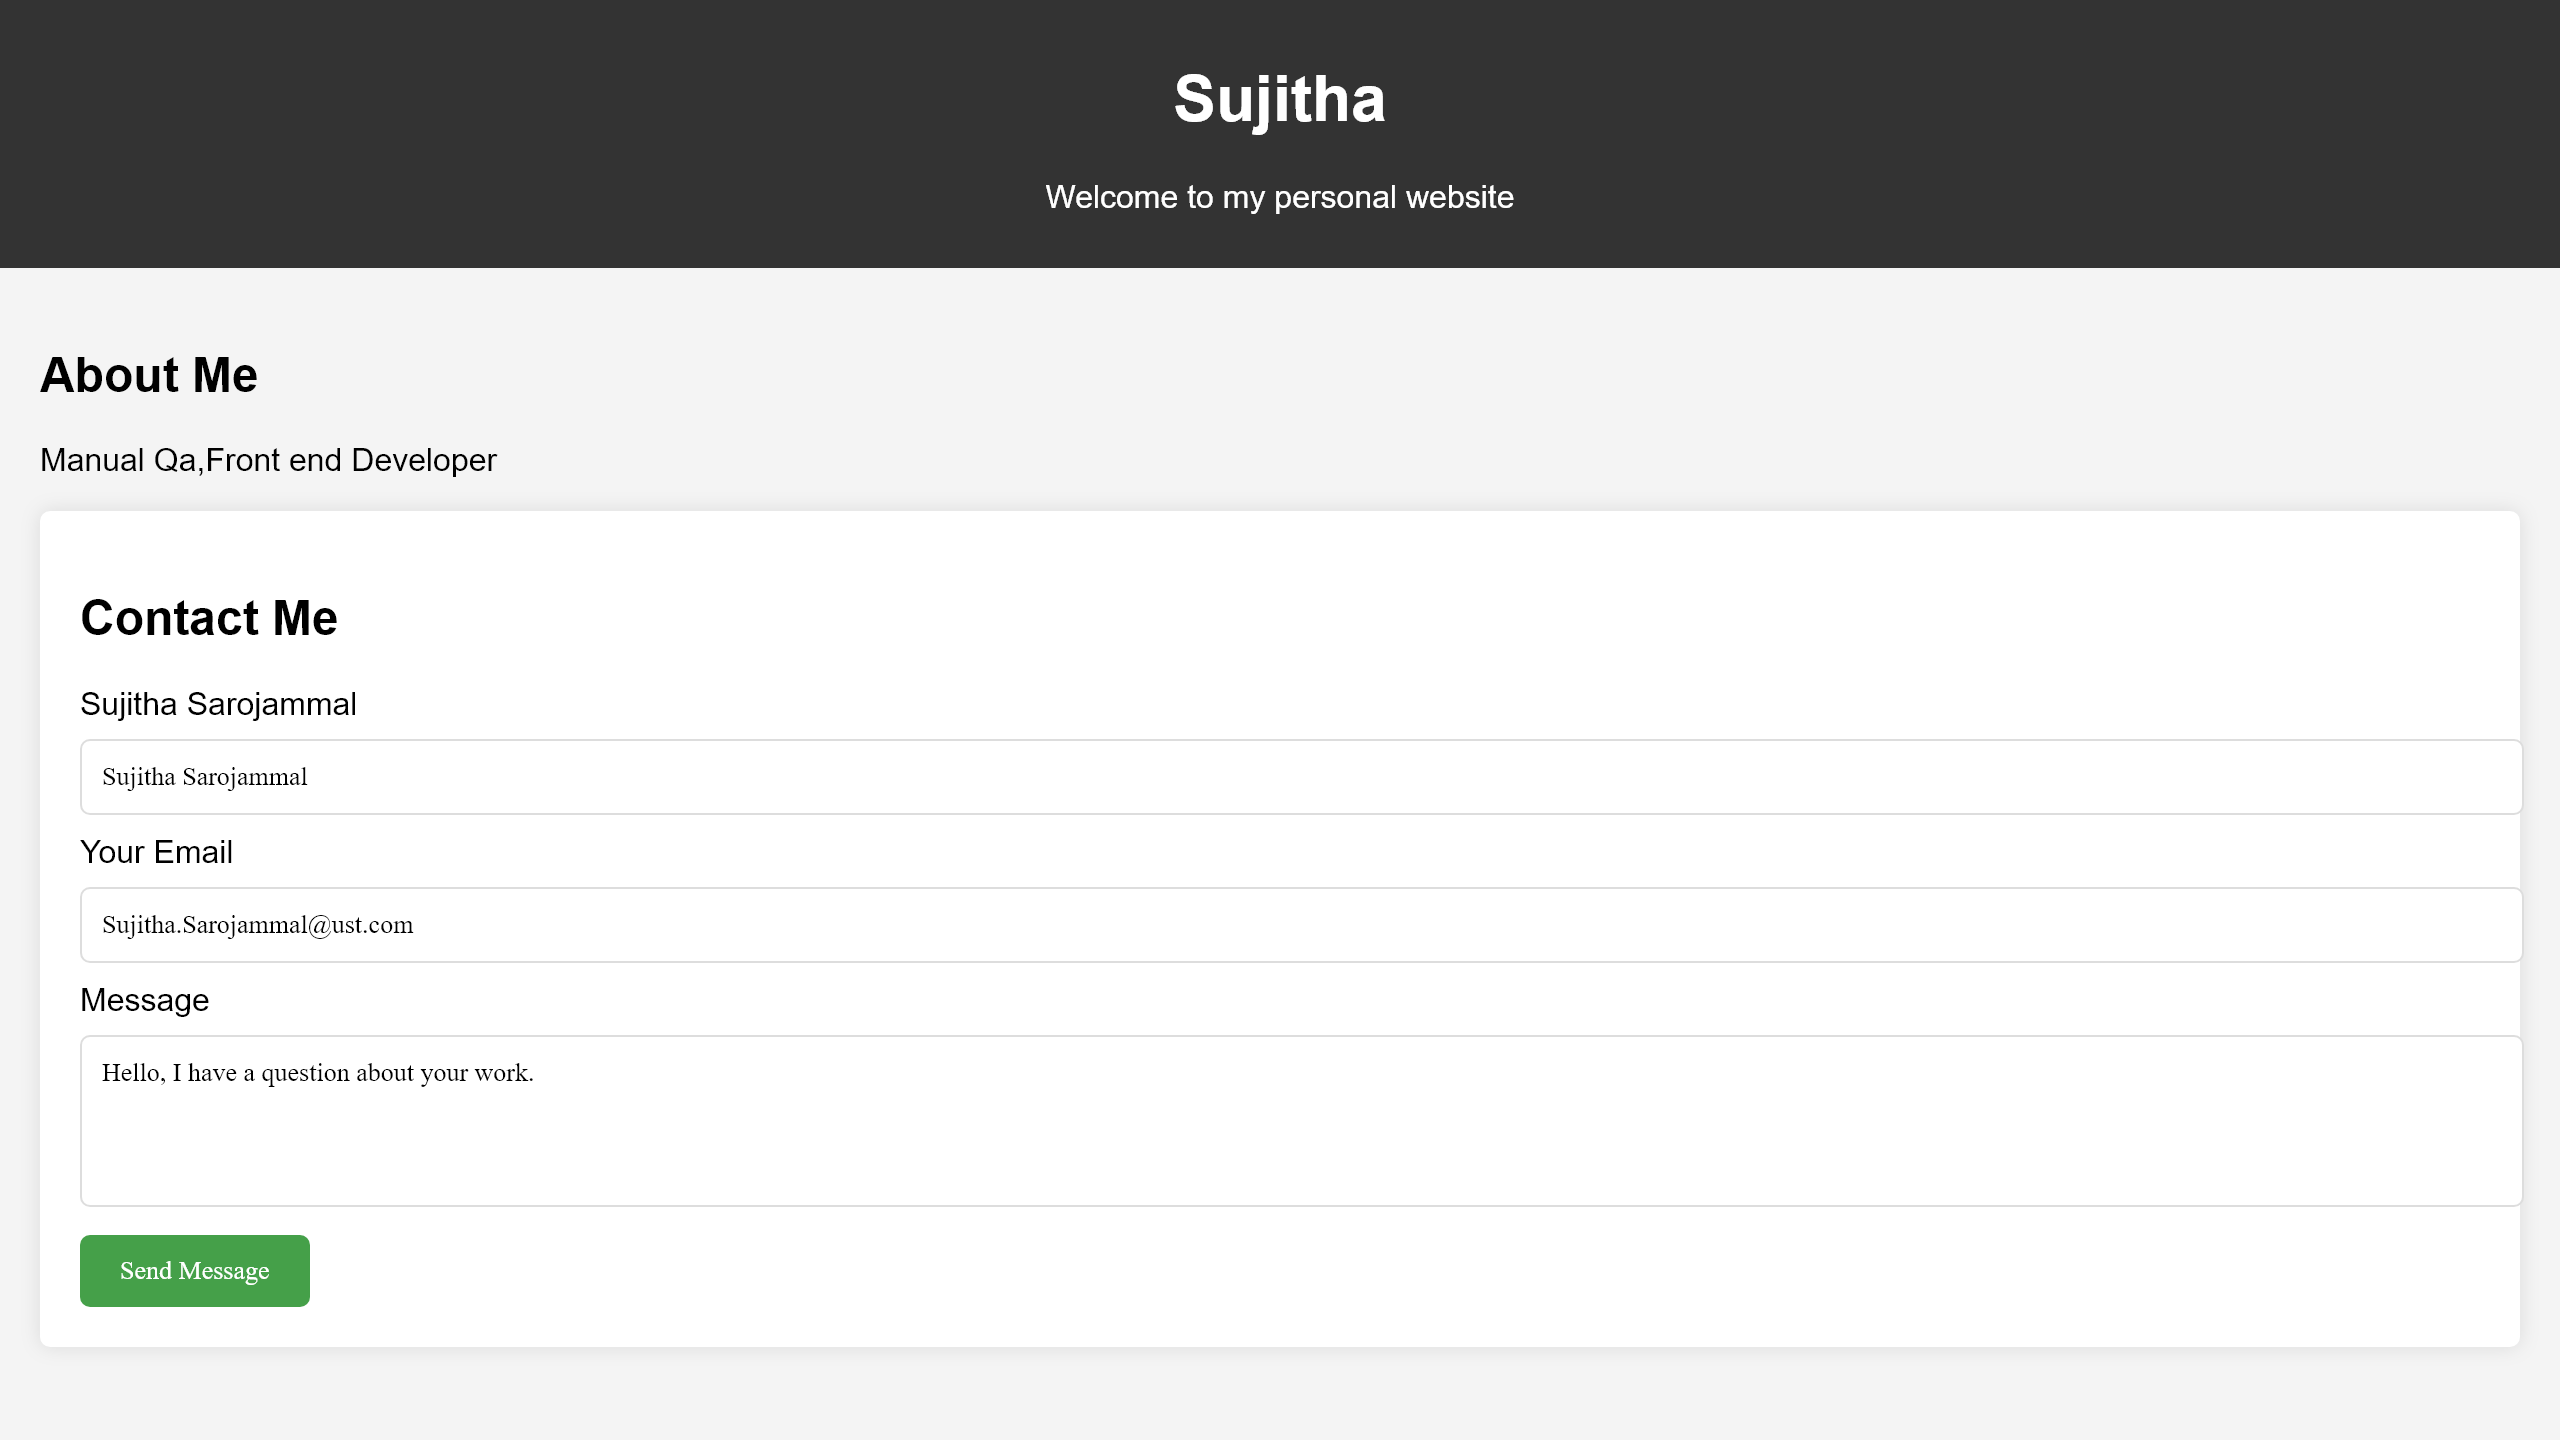 Sujitha
Welcome to my personal website
About Me
Manual Qa,Front end Developer
Contact Me
Sujitha Sarojammal
Sujitha Sarojammal
Your Email
Sujitha.Sarojammal@ust.com
Message
Hello, I have a question about your work.
Send Message